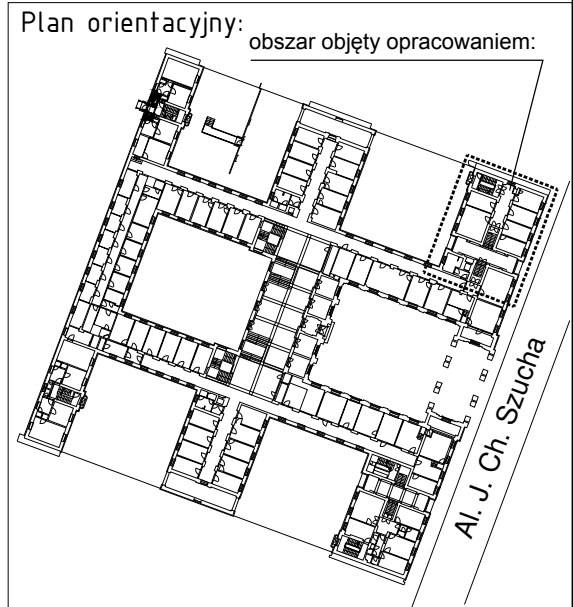 Plan orientacyjny:
obszar objęty opracowaniem:
Al. J. Ch. Szucha